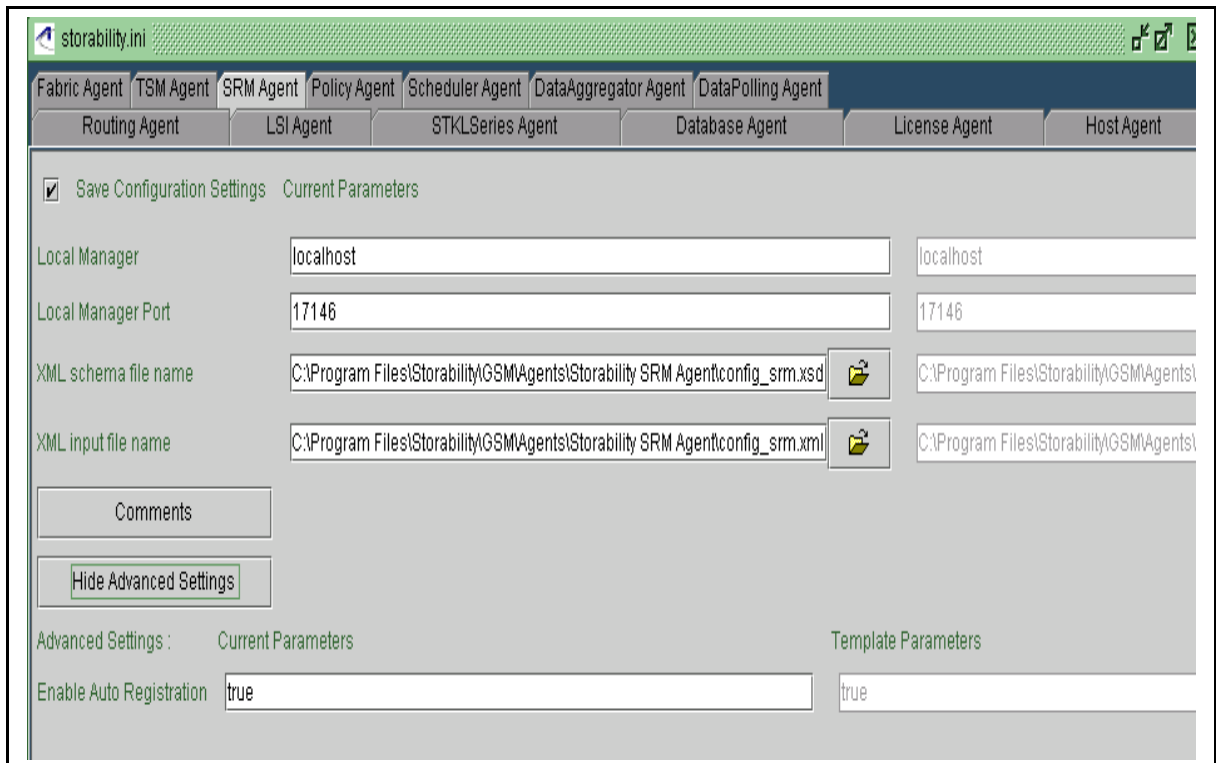 storability.ini
Fabric Agent TSM Agent SRM Agent Policy Agent Scheduler Agent DataAggregator Agent DataPolling Agent
Routing Agent LSI Agent STKLSeries Agent Database Agent License Agent Host Agent
Save Configuration Settings Current Parameters
Local Manager localhost localhost
Local Manager Port 17146 17146
XML schema file name C:\Program Files\Storability\GSM\Agents\Storability SRM Agent\config_srm.xsd C:\Program Files\Storability\GSM\Agents\
XML input file name C:\Program Files\Storability\GSM\Agents\Storability SRM Agent\config_srm.xml C:\Program Files\Storability\GSM\Agents\
Comments
Hide Advanced Settings
Advanced Settings : Current Parameters Template Parameters
Enable Auto Registration true true